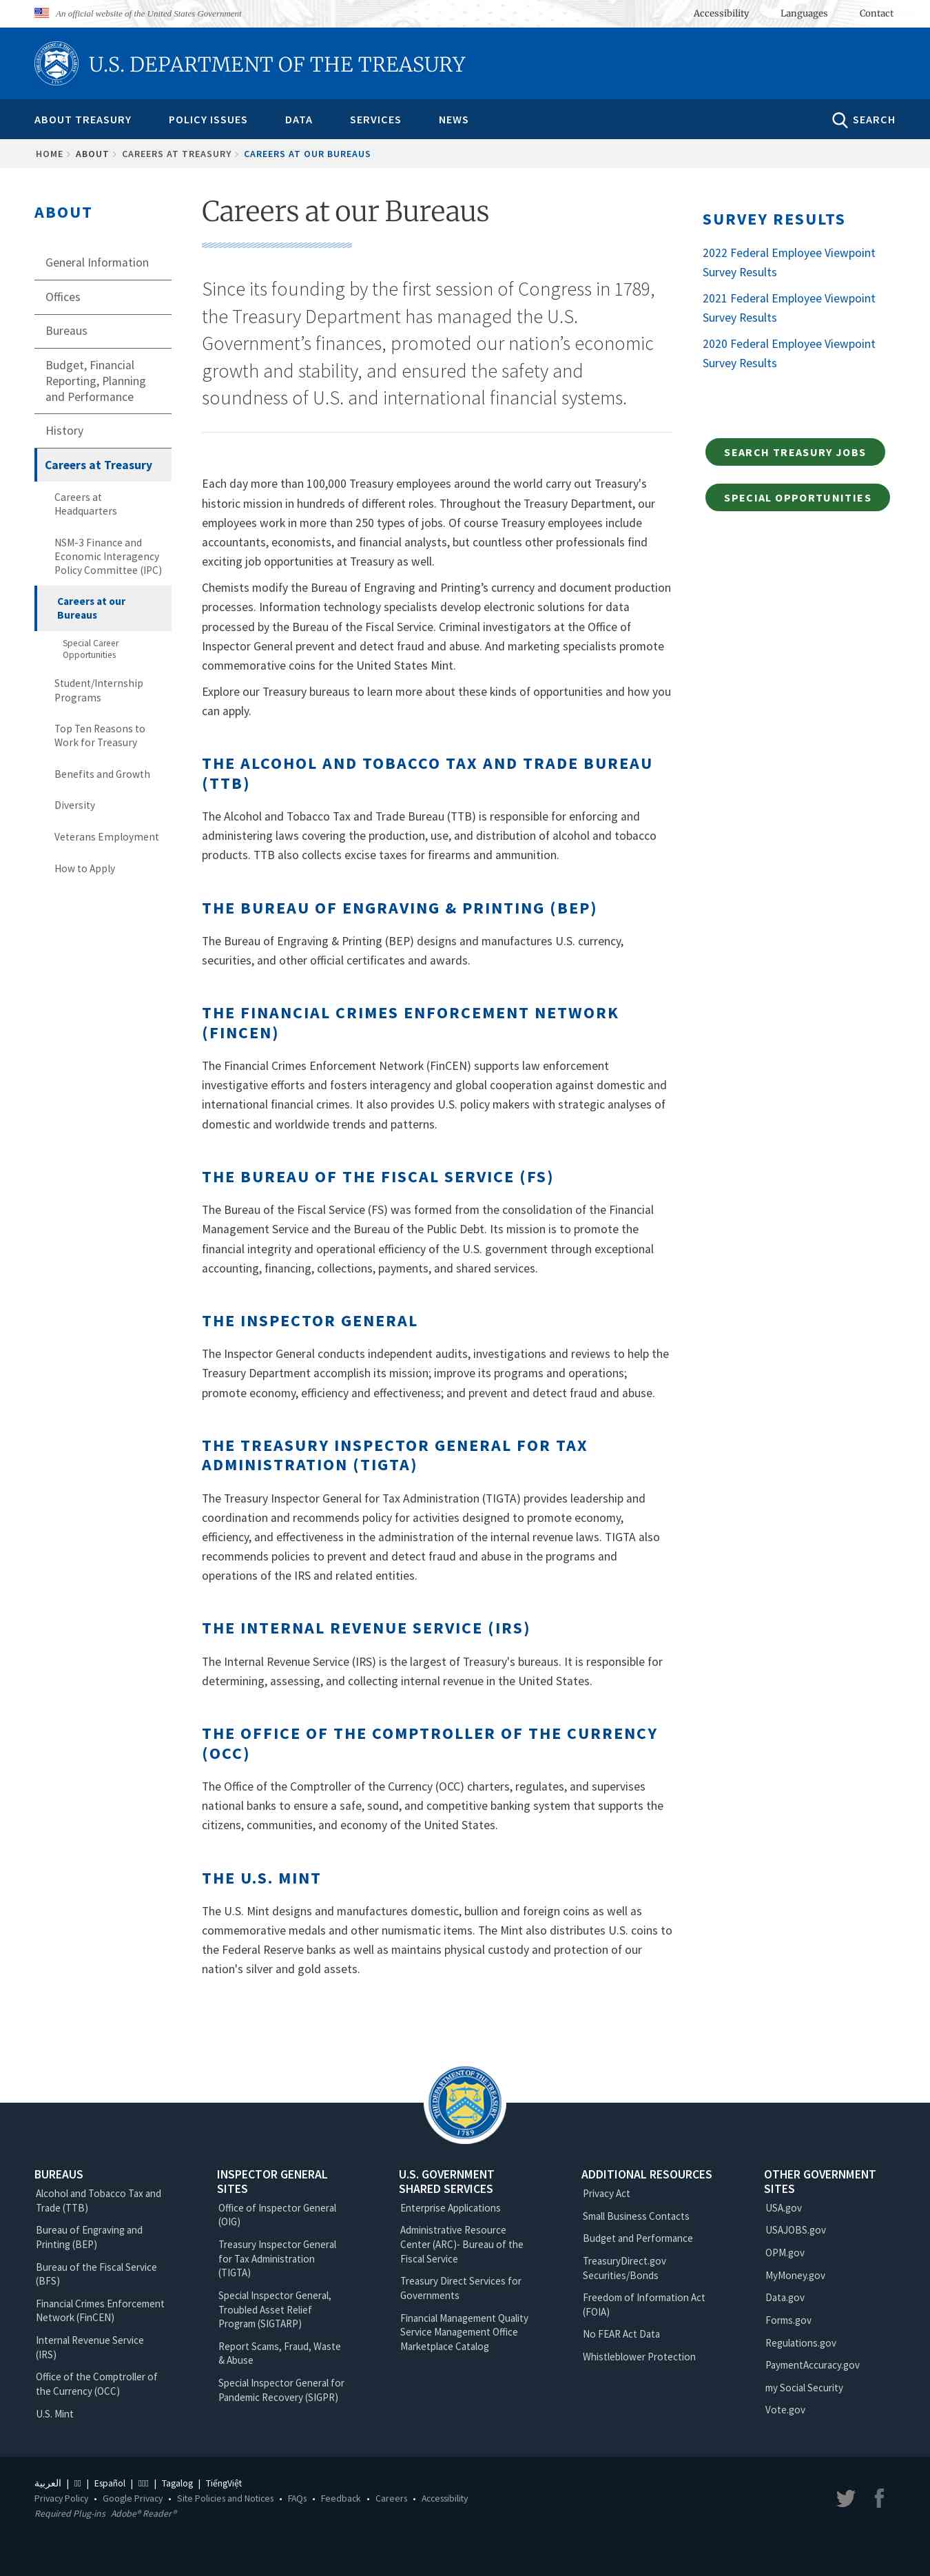 An official website of the United States Government
Accessibility
Languages
Contact
U.S. DEPARTMENT OF THE TREASURY
ABOUT TREASURY
POLICY ISSUES
DATA
SERVICES
NEWS
SEARCH
HOME
ABOUT
CAREERS AT TREASURY
CAREERS AT OUR BUREAUS
ABOUT
General Information
Offices
Bureaus
Budget, Financial
Reporting, Planning
and Performance
History
Careers at Treasury
Careers at
Headquarters
NSM-3 Finance and
Economic Interagency
Policy Committee (IPC)
Careers at our
Bureaus
Special Career
Opportunities
Student/Internship
Programs
Top Ten Reasons to
Work for Treasury
Benefits and Growth
Diversity
Veterans Employment
How to Apply
Careers at our Bureaus
Since its founding by the first session of Congress in 1789,
the Treasury Department has managed the U.S.
Government’s finances, promoted our nation’s economic
growth and stability, and ensured the safety and
soundness of U.S. and international financial systems.
Each day more than 100,000 Treasury employees around the world carry out Treasury's
historic mission in hundreds of different roles. Throughout the Treasury Department, our
employees work in more than 250 types of jobs. Of course Treasury employees include
accountants, economists, and financial analysts, but countless other professionals find
exciting job opportunities at Treasury as well.
Chemists modify the Bureau of Engraving and Printing’s currency and document production
processes. Information technology specialists develop electronic solutions for data
processed by the Bureau of the Fiscal Service. Criminal investigators at the Office of
Inspector General prevent and detect fraud and abuse. And marketing specialists promote
commemorative coins for the United States Mint.
Explore our Treasury bureaus to learn more about these kinds of opportunities and how you
can apply.
THE ALCOHOL AND TOBACCO TAX AND TRADE BUREAU
(TTB)
The Alcohol and Tobacco Tax and Trade Bureau (TTB) is responsible for enforcing and
administering laws covering the production, use, and distribution of alcohol and tobacco
products. TTB also collects excise taxes for firearms and ammunition.
THE BUREAU OF ENGRAVING & PRINTING (BEP)
The Bureau of Engraving & Printing (BEP) designs and manufactures U.S. currency,
securities, and other official certificates and awards.
THE FINANCIAL CRIMES ENFORCEMENT NETWORK
(FINCEN)
The Financial Crimes Enforcement Network (FinCEN) supports law enforcement
investigative efforts and fosters interagency and global cooperation against domestic and
international financial crimes. It also provides U.S. policy makers with strategic analyses of
domestic and worldwide trends and patterns.
THE BUREAU OF THE FISCAL SERVICE (FS)
The Bureau of the Fiscal Service (FS) was formed from the consolidation of the Financial
Management Service and the Bureau of the Public Debt. Its mission is to promote the
financial integrity and operational efficiency of the U.S. government through exceptional
accounting, financing, collections, payments, and shared services.
THE INSPECTOR GENERAL
The Inspector General conducts independent audits, investigations and reviews to help the
Treasury Department accomplish its mission; improve its programs and operations;
promote economy, efficiency and effectiveness; and prevent and detect fraud and abuse.
THE TREASURY INSPECTOR GENERAL FOR TAX
ADMINISTRATION (TIGTA)
The Treasury Inspector General for Tax Administration (TIGTA) provides leadership and
coordination and recommends policy for activities designed to promote economy,
efficiency, and effectiveness in the administration of the internal revenue laws. TIGTA also
recommends policies to prevent and detect fraud and abuse in the programs and
operations of the IRS and related entities.
THE INTERNAL REVENUE SERVICE (IRS)
The Internal Revenue Service (IRS) is the largest of Treasury's bureaus. It is responsible for
determining, assessing, and collecting internal revenue in the United States.
THE OFFICE OF THE COMPTROLLER OF THE CURRENCY
(OCC)
The Office of the Comptroller of the Currency (OCC) charters, regulates, and supervises
national banks to ensure a safe, sound, and competitive banking system that supports the
citizens, communities, and economy of the United States.
THE U.S. MINT
The U.S. Mint designs and manufactures domestic, bullion and foreign coins as well as
commemorative medals and other numismatic items. The Mint also distributes U.S. coins to
the Federal Reserve banks as well as maintains physical custody and protection of our
nation's silver and gold assets.
SURVEY RESULTS
2022 Federal Employee Viewpoint
Survey Results
2021 Federal Employee Viewpoint
Survey Results
2020 Federal Employee Viewpoint
Survey Results
SEARCH TREASURY JOBS
SPECIAL OPPORTUNITIES
THE DEPARTMENT OF THE TREASURY
1789
BUREAUS
Alcohol and Tobacco Tax and
Trade (TTB)
Bureau of Engraving and
Printing (BEP)
Bureau of the Fiscal Service
(BFS)
Financial Crimes Enforcement
Network (FinCEN)
Internal Revenue Service
(IRS)
Office of the Comptroller of
the Currency (OCC)
U.S. Mint
INSPECTOR GENERAL
SITES
Office of Inspector General
(OIG)
Treasury Inspector General
for Tax Administration
(TIGTA)
Special Inspector General,
Troubled Asset Relief
Program (SIGTARP)
Report Scams, Fraud, Waste
& Abuse
Special Inspector General for
Pandemic Recovery (SIGPR)
U.S. GOVERNMENT
SHARED SERVICES
Enterprise Applications
Administrative Resource
Center (ARC)- Bureau of the
Fiscal Service
Treasury Direct Services for
Governments
Financial Management Quality
Service Management Office
Marketplace Catalog
ADDITIONAL RESOURCES
Privacy Act
Small Business Contacts
Budget and Performance
TreasuryDirect.gov
Securities/Bonds
Freedom of Information Act
(FOIA)
No FEAR Act Data
Whistleblower Protection
OTHER GOVERNMENT
SITES
USA.gov
USAJOBS.gov
OPM.gov
MyMoney.gov
Data.gov
Forms.gov
Regulations.gov
PaymentAccuracy.gov
my Social Security
Vote.gov
العربية | | Español | | Tagalog | TiếngViệt
Privacy Policy • Google Privacy • Site Policies and Notices • FAQs • Feedback • Careers • Accessibility
Required Plug-ins Adobe® Reader®